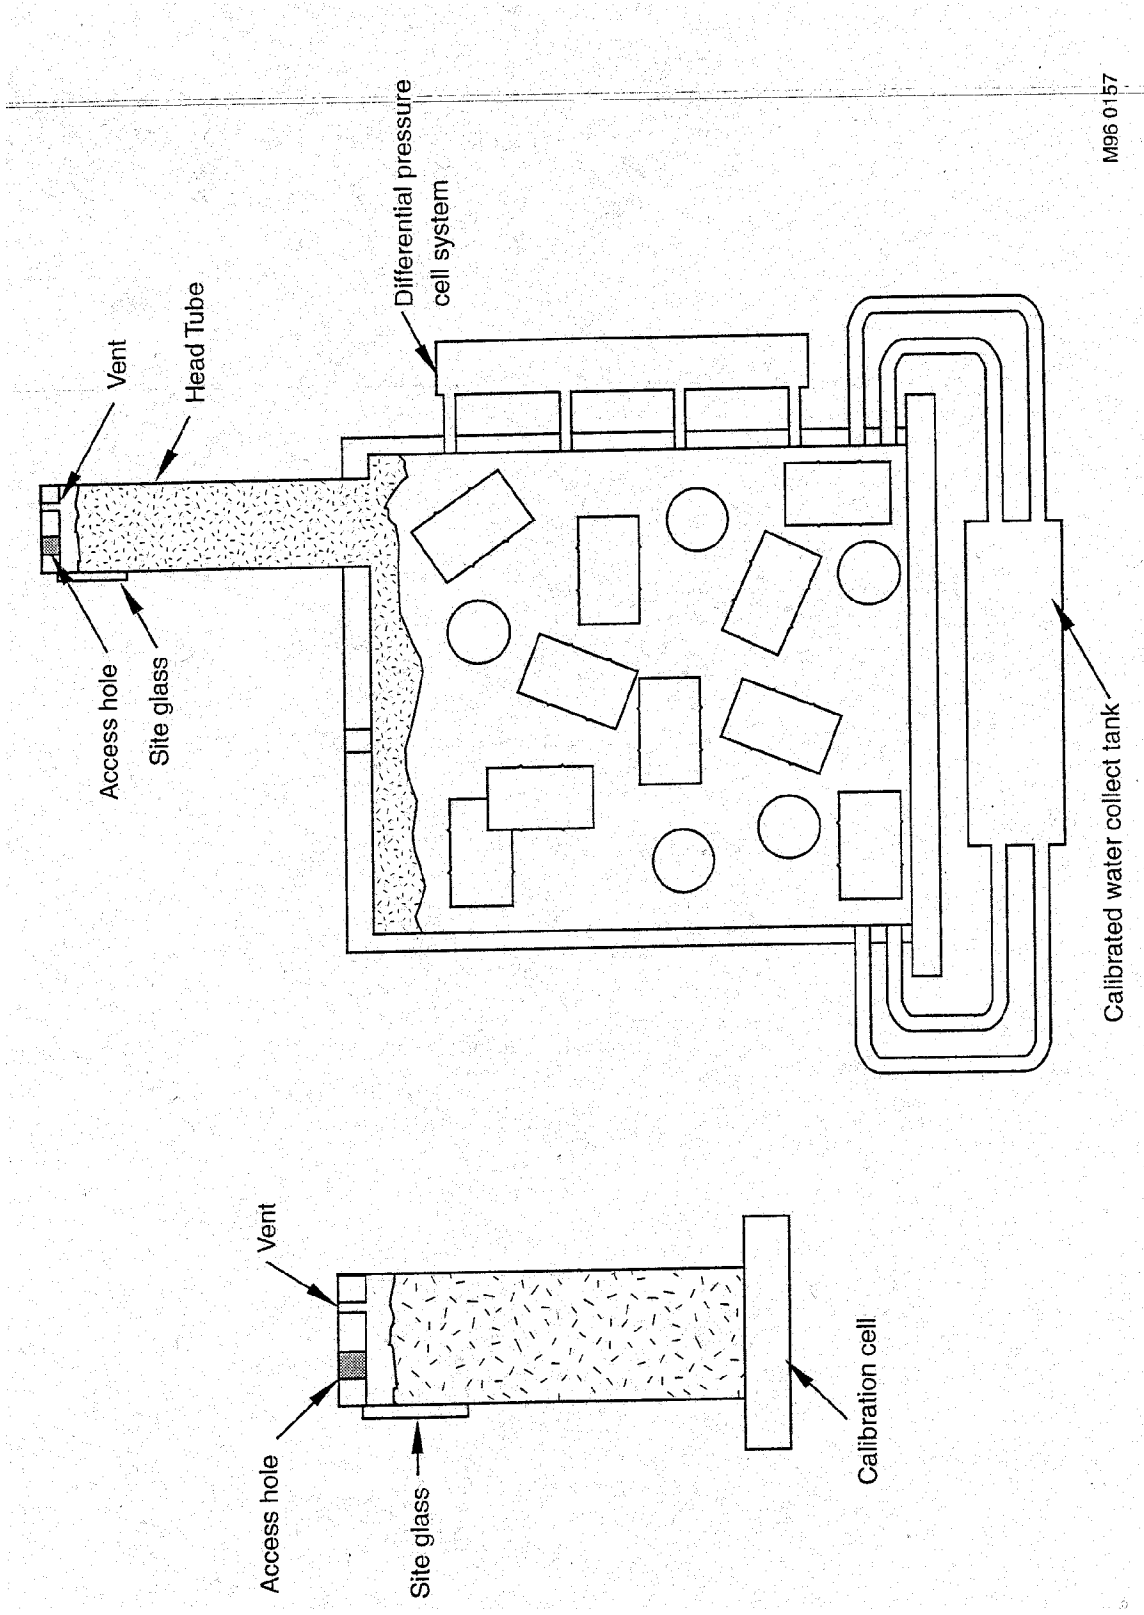 Access hole
Vent
Site glass
Calibration cell
Access hole
Site glass
Vent
Head Tube
Differential pressure
cell system
Calibrated water collect tank
M96 0157